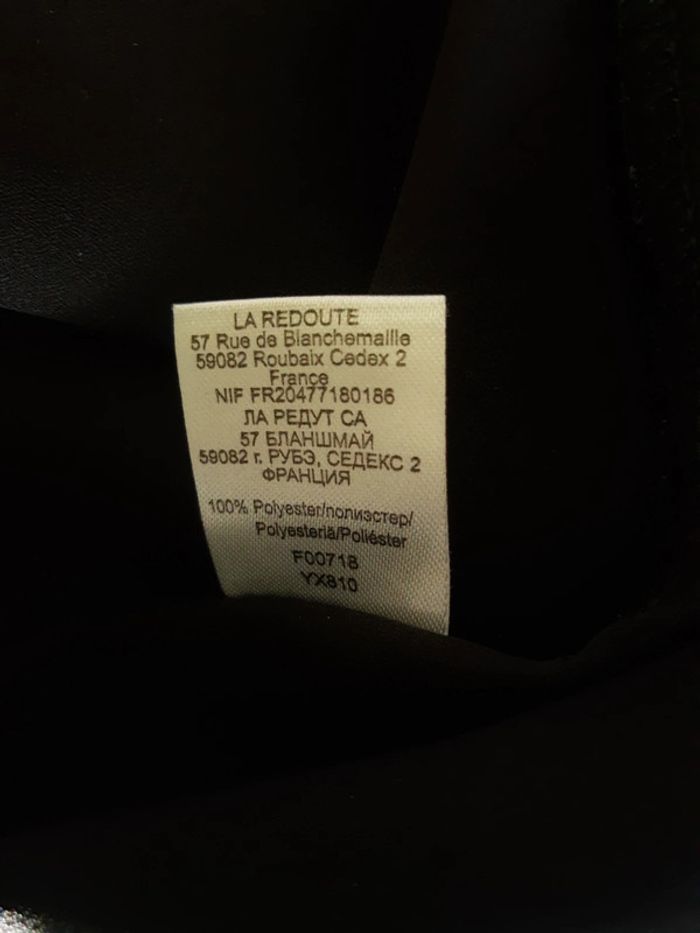 LA REDOUTE
57 Rue de Blanchemaille
59082 Roubaix Cedex 2
France
NIF FR20477180186
ЛА РЕДУТ СА
57 БЛАНШМАЙ
59082 г. РУБЭ, СЕДЕКС 2
ФРАНЦИЯ
100% Polyester/полиэстер/
Polyesteriä/Poliéster
F00718
YX810